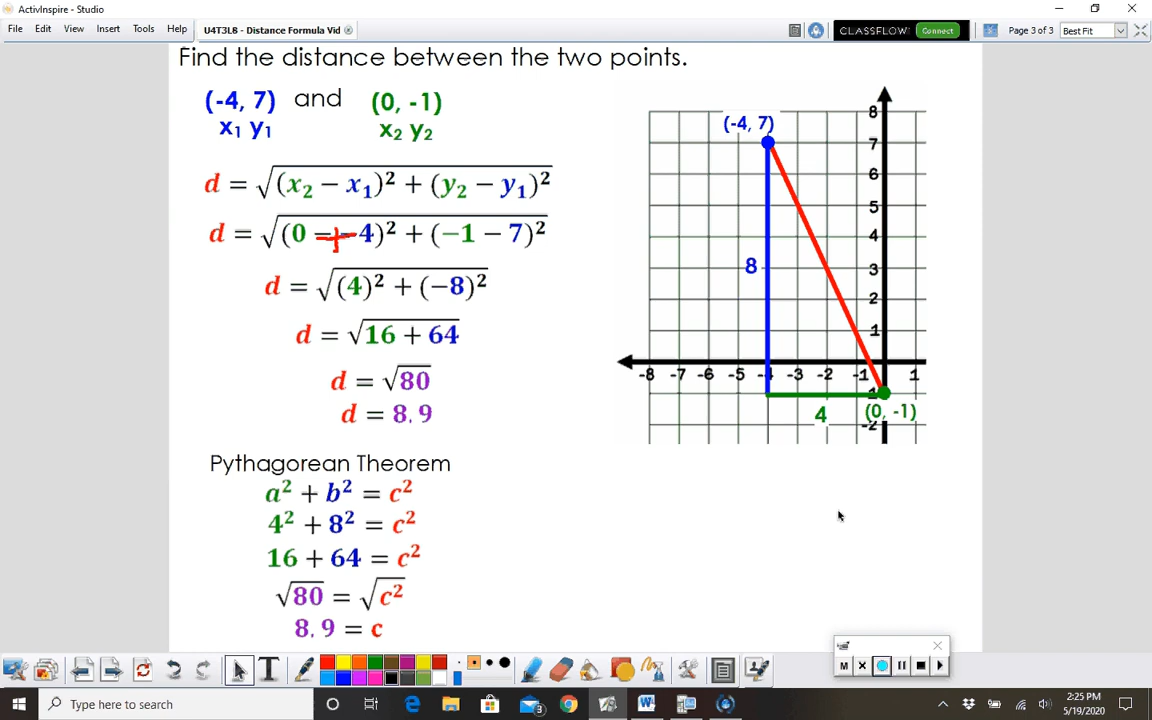 ActivInspire - Studio
File Edit View Insert Tools Help U4T3L8 - Distance Formula Vid CLASSFLOW Connect Page 3 of 3 Best Fit
Find the distance between the two points.
(-4, 7) and (0, -1)
x₁ y₁ x₂ y₂
d = √(x₂ − x₁)² + (y₂ − y₁)²
d = √(0 − −4)² + (−1 − 7)²
d = √(4)² + (−8)²
d = √16 + 64
d = √80
d = 8.9
Pythagorean Theorem
a² + b² = c²
4² + 8² = c²
16 + 64 = c²
√80 = √c²
8.9 = c
(-4, 7)
8
7
6
5
4
3
2
1
8
-8 -7 -6 -5 -4 -3 -2 -1 1
4 (0, -1)
-2
M
Type here to search
3
2:25 PM
5/19/2020